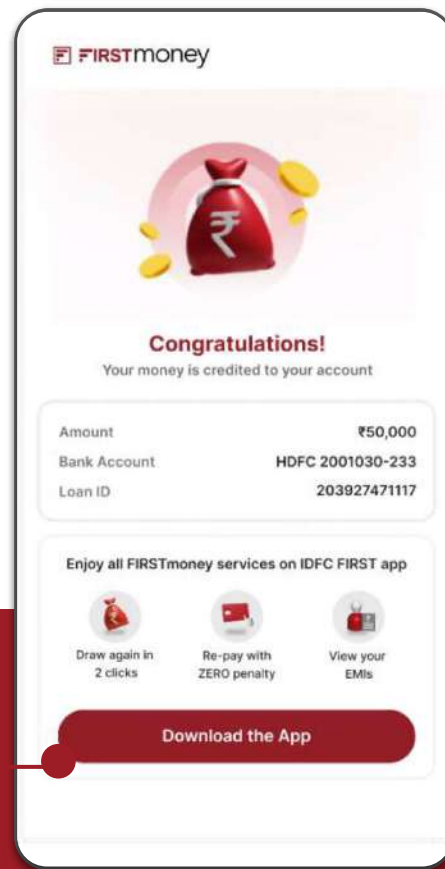 FIRSTmoney
₹
Congratulations!
Your money is credited to your account
Amount ₹50,000
Bank Account HDFC 2001030-233
Loan ID 203927471117
Enjoy all FIRSTmoney services on IDFC FIRST app
Draw again in
2 clicks
Re-pay with
ZERO penalty
View your
EMIs
Download the App